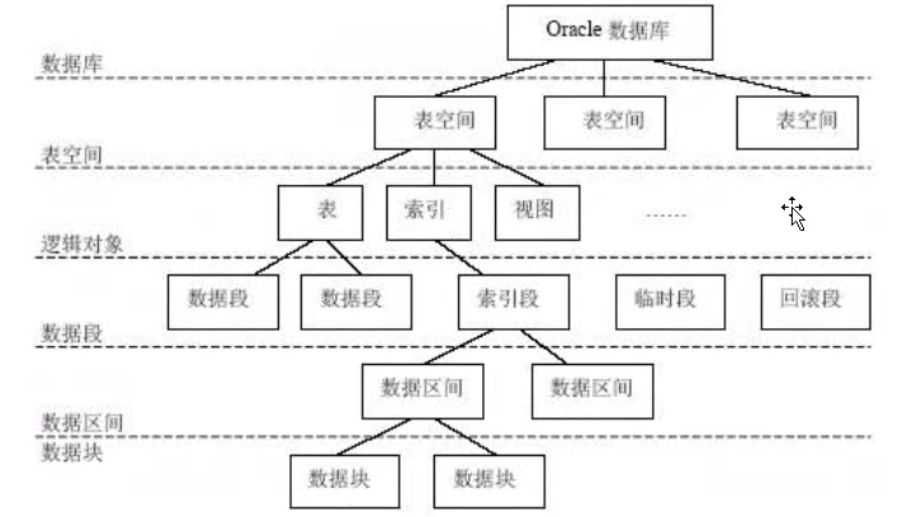 Oracle 数据库
数据库
表空间
表空间
表空间
表空间
表
索引
视图
......
逻辑对象
数据段
数据段
索引段
临时段
回滚段
数据段
数据区间
数据区间
数据区间
数据块
数据块
数据块